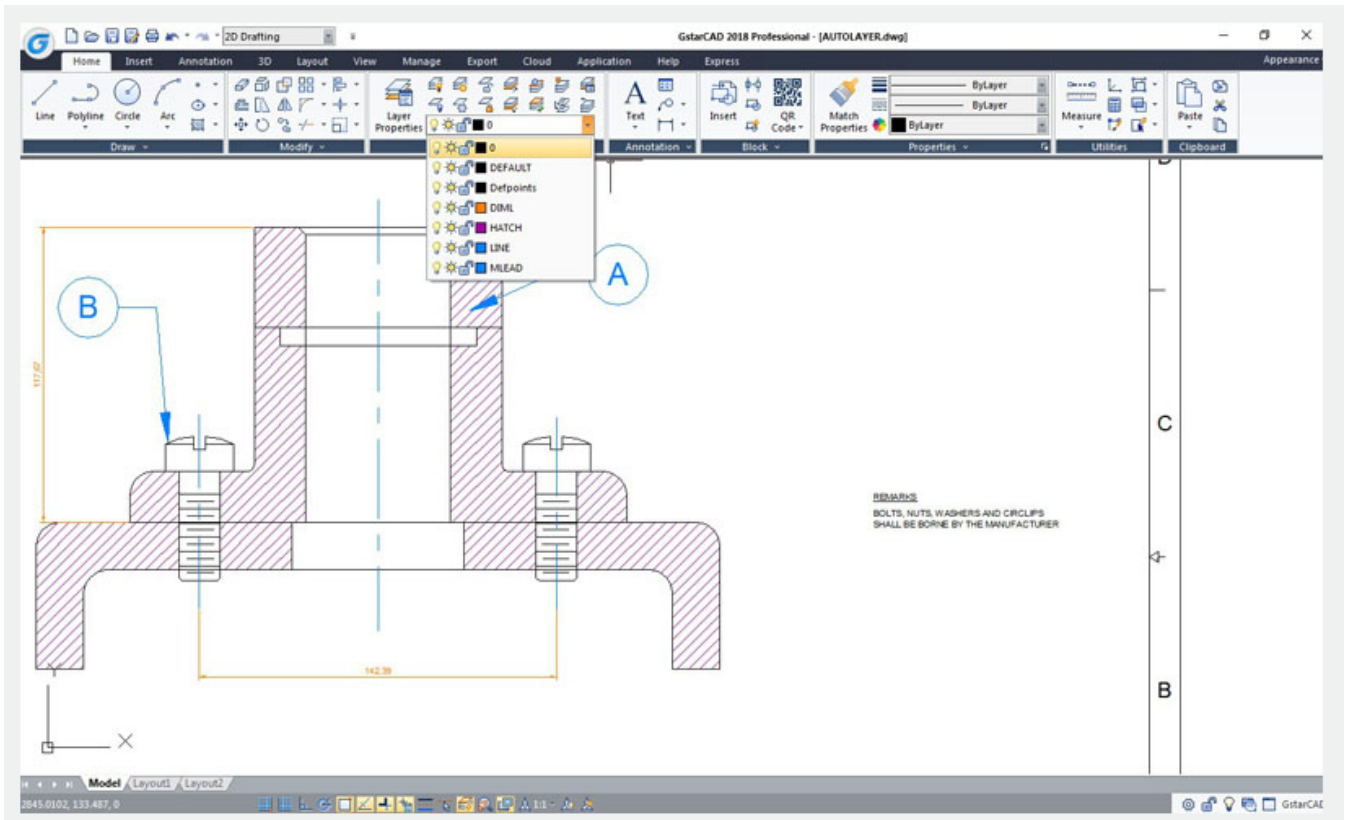 2D Drafting
GstarCAD 2018 Professional - [AUTOLAYER.dwg]
Home Insert Annotation 3D Layout View Manage Export Cloud Application Help Express Appearance
Line Polyline Circle Arc
Layer
Properties
0
Text
Insert
QR
Code
Match
Properties
ByLayer
ByLayer
ByLayer
Measure
Paste
Draw Modify Annotation Block Properties Utilities Clipboard
0
DEFAULT
Defpoints
DIML
HATCH
LINE
MLEAD
D
A
B
117,67
C
REMARKS
BOLTS, NUTS, WASHERS AND CIRCLIPS
SHALL BE BORNE BY THE MANUFACTURER
142,39
B
Y
X
Model Layout1 Layout2
2845.0102, 133.487, 0
1:1
GstarCAD